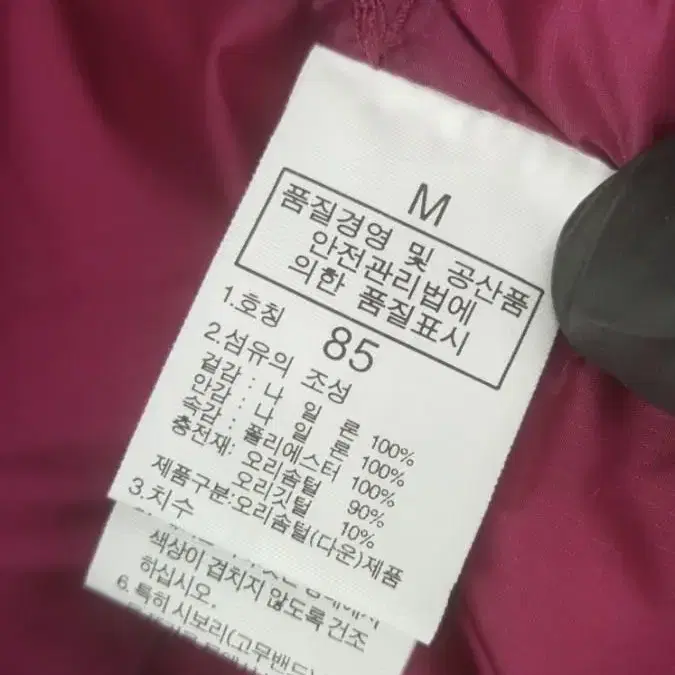 M
품질경영 및 공산품
안전관리법에
의한 품질표시
1.호칭 85
2.섬유의 조성
겉감 : 나 일 론 100%
안감 : 나 일 론 100%
속감 : 폴리에스터 100%
충전재: 오리솜털 90%
오리깃털 10%
제품구분:오리솜털(다운)제품
3.치수
색상이 겹치지 않도록 건조
하십시오.
6. 특히 시보리(고무밴드)